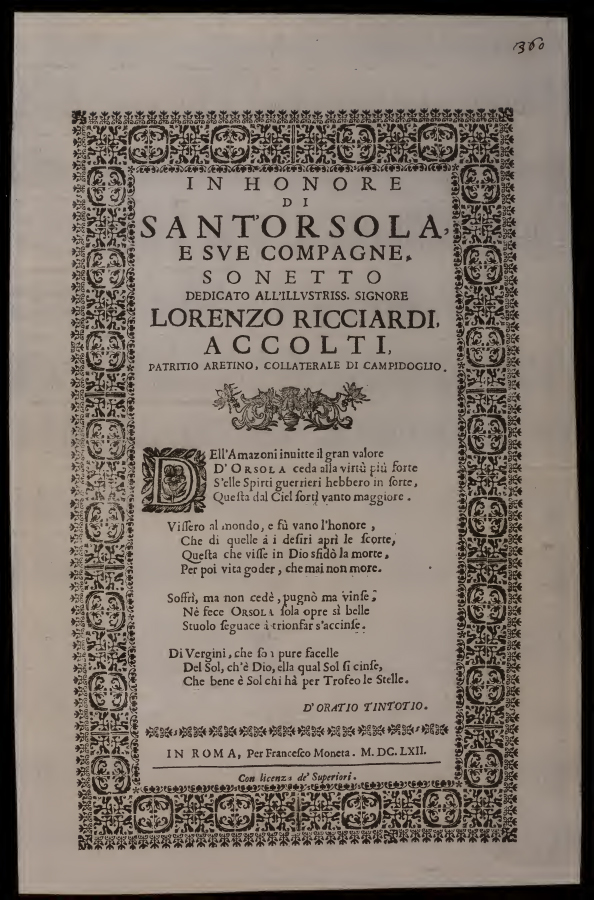 1360
IN HONORE
DI
SANT'ORSOLA,
E SVE COMPAGNE,
SONETTO
DEDICATO ALL'ILLVSTRISS. SIGNORE
LORENZO RICCIARDI,
ACCOLTI,
PATRITIO ARETINO, COLLATERALE DI CAMPIDOGLIO.
DEll'Amazoni inuitte il gran valore
D'ORSOLA ceda alla virtù più forte
S'elle Spirti guerrieri hebbero in ſorte,
Queſta dal Ciel ſortì vanto maggiore.
Viſſero al mondo, e fù vano l'honore,
Che di quelle à i deſiri aprì le ſcorte,
Queſta che viſſe in Dio sfidò la morte,
Per poi vita goder, che mai non more.
Soffrì, ma non cedè, pugnò ma vinſe;
Nè fece ORSOLA ſola opre sì belle
Stuolo ſeguace à trionfar s'accinſe.
Di Vergini, che ſo i pure facelle
Del Sol, ch'è Dio, ella qual Sol ſi cinſe,
Che bene è Sol chi hà per Trofeo le Stelle.
D'ORATIO TINTOTIO.
IN ROMA, Per Franceſco Moneta. M. DC. LXII.
Con licenza de' Superiori.